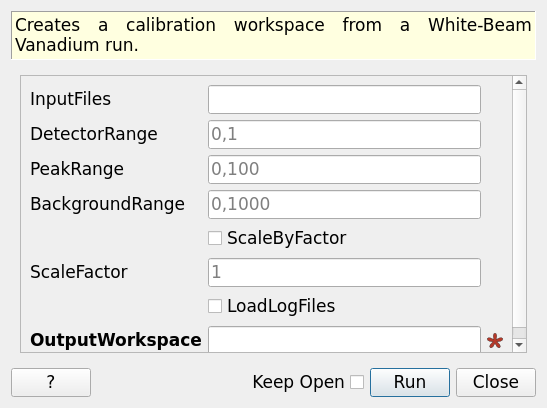 Creates a calibration workspace from a White-Beam
Vanadium run.
InputFiles
DetectorRange 0,1
PeakRange 0,100
BackgroundRange 0,1000
ScaleByFactor
ScaleFactor 1
LoadLogFiles
OutputWorkspace
? Keep Open Run Close